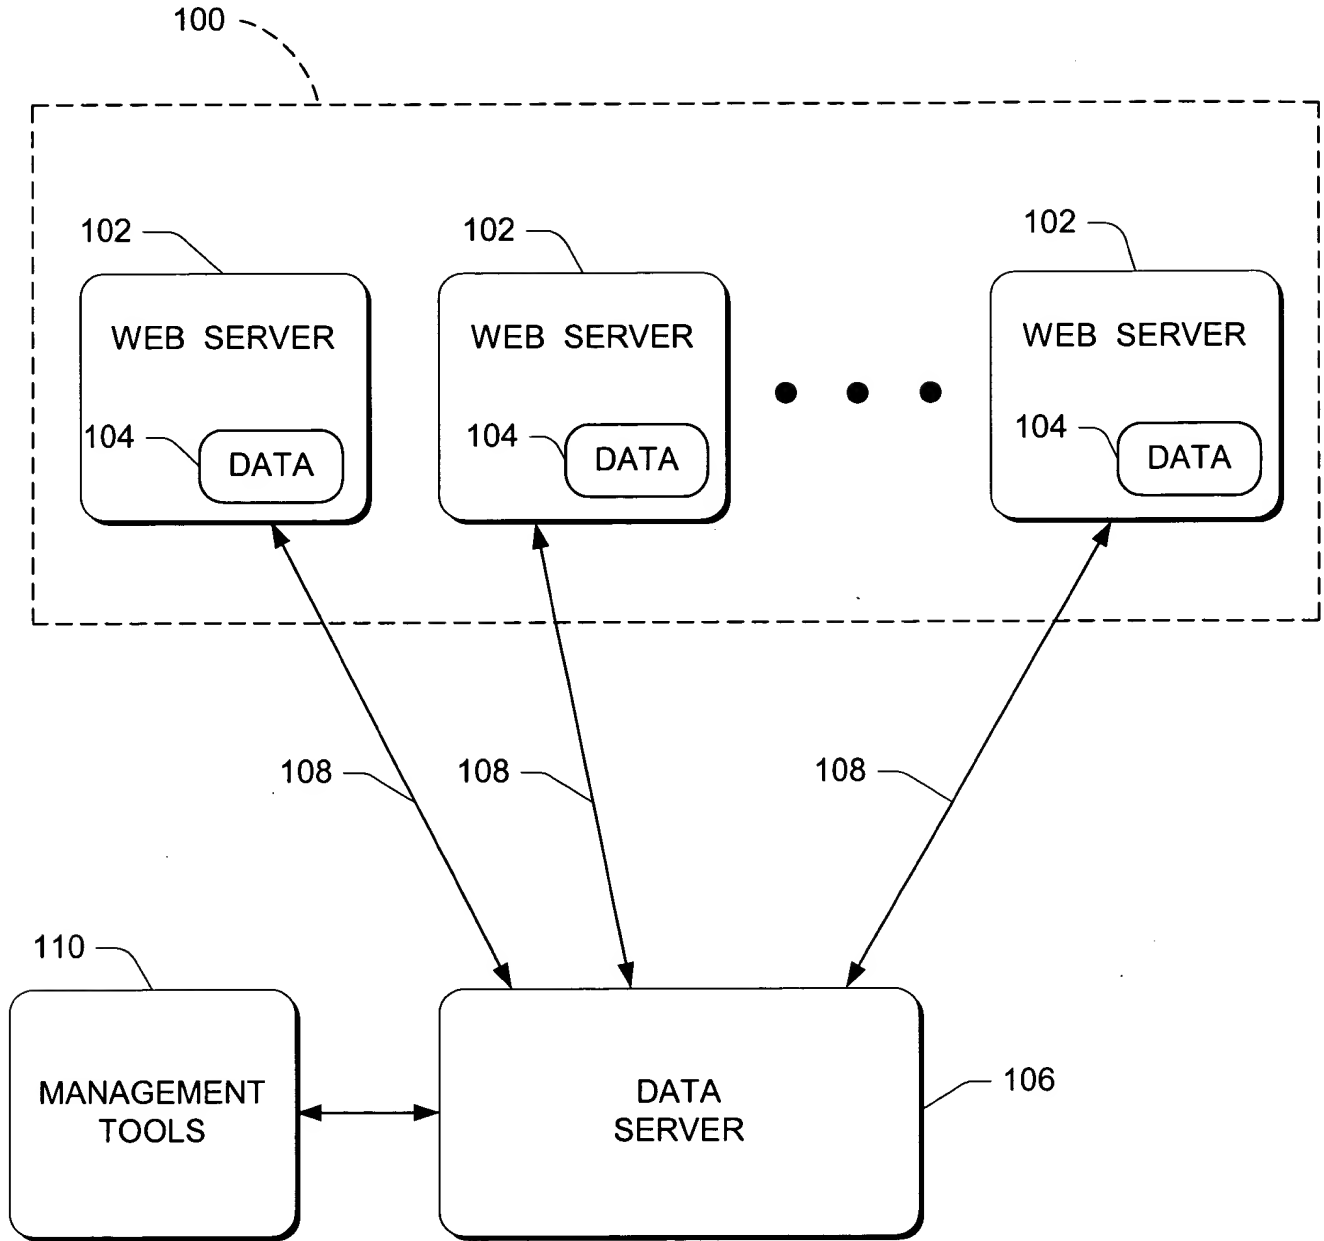 100
102
102
102
WEB SERVER
WEB SERVER
WEB SERVER
104
DATA
104
DATA
104
DATA
108
108
108
110
MANAGEMENT
TOOLS
DATA
SERVER
106